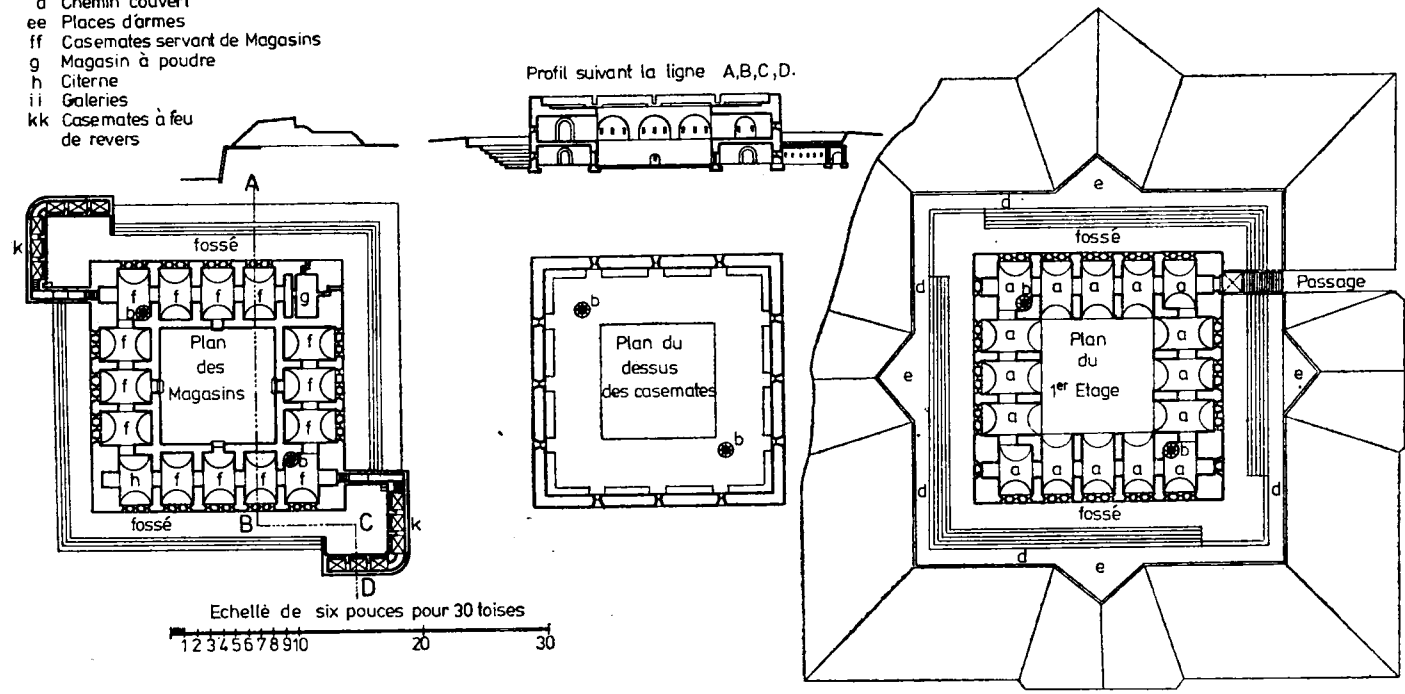 d Chemin couvert
ee Places d'armes
ff Casemates servant de Magasins
g Magasin à poudre
h Citerne
ii Galeries
kk Casemates à feu
de revers
Profil suivant la ligne A,B,C,D.
A
k
fossé
f f f f g
b
f f
Plan
des
Magasins
f f
f f
b
h f f f f
fossé
B C
k
D
b
Plan du
dessus
des casemates
b
e
d
fossé
a a a a a
b
Passage
d
a a
Plan
du
1er Etage
e a a e
a a
b
a a a a a
d d
fossé
d
e
Echelle de six pouces pour 30 toises
1 2 3 4 5 6 7 8 9 10 20 30